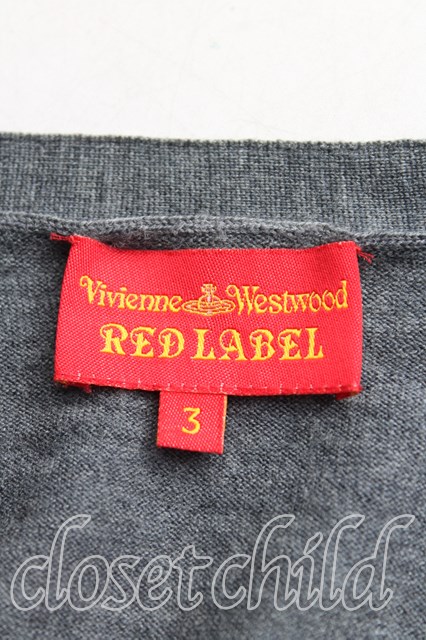 Vivienne Westwood
RED LABEL
3
closet child